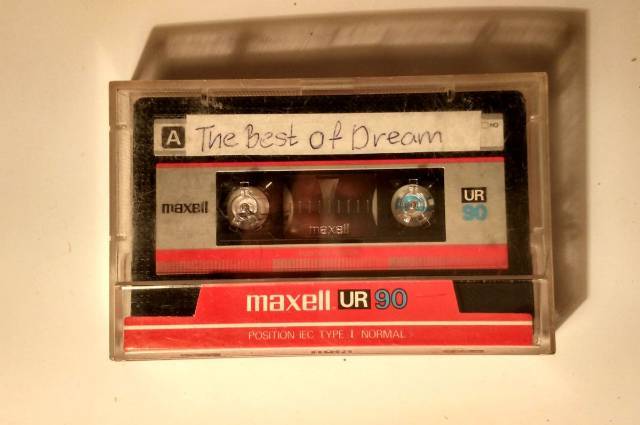 A The Best of Dream
maxell UR
90
maxell
maxell UR 90
POSITION IEC TYPE I NORMAL